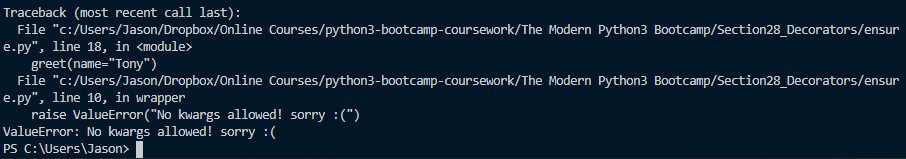 Traceback (most recent call last):
  File "c:/Users/Jason/Dropbox/Online Courses/python3-bootcamp-coursework/The Modern Python3 Bootcamp/Section28_Decorators/ensur
e.py", line 18, in <module>
    greet(name="Tony")
  File "c:/Users/Jason/Dropbox/Online Courses/python3-bootcamp-coursework/The Modern Python3 Bootcamp/Section28_Decorators/ensur
e.py", line 10, in wrapper
    raise ValueError("No kwargs allowed! sorry :(")
ValueError: No kwargs allowed! sorry :(
PS C:\Users\Jason>